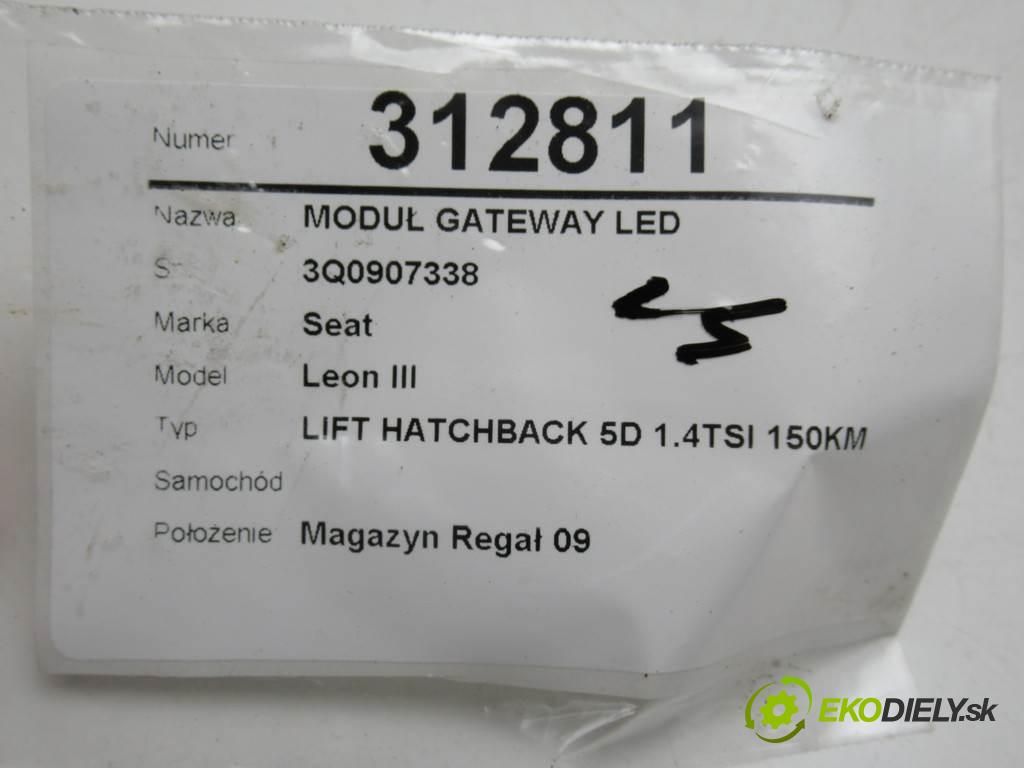 Numer 312811
Nazwa MODUŁ GATEWAY LED
3Q0907338
Marka Seat
Model Leon III
Typ LIFT HATCHBACK 5D 1.4TSI 150KM
Samochód
Położenie Magazyn Regał 09
EKODIELY.sk